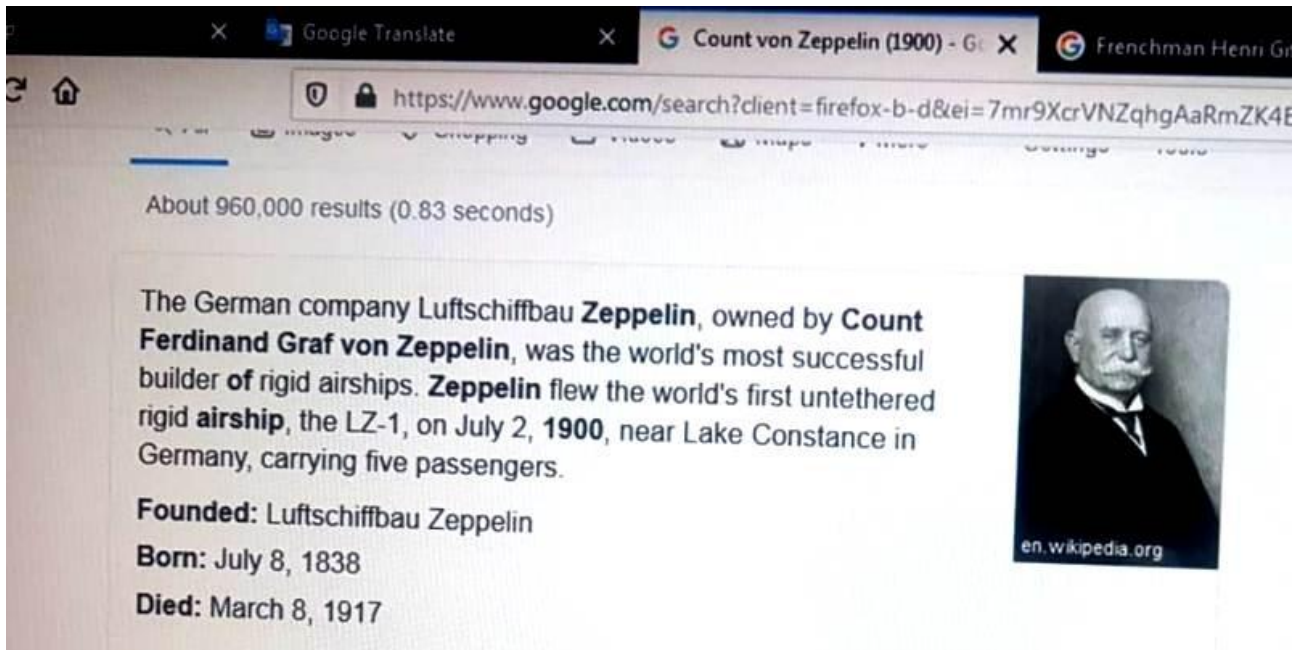 Google Translate
Count von Zeppelin (1900) - G
Frenchman Henri Gr
https://www.google.com/search?client=firefox-b-d&ei=7mr9XcrVNZqhgAaRmZK4E
About 960,000 results (0.83 seconds)
The German company Luftschiffbau Zeppelin, owned by Count
Ferdinand Graf von Zeppelin, was the world's most successful
builder of rigid airships. Zeppelin flew the world's first untethered
rigid airship, the LZ-1, on July 2, 1900, near Lake Constance in
Germany, carrying five passengers.
Founded: Luftschiffbau Zeppelin
Born: July 8, 1838
Died: March 8, 1917
en.wikipedia.org